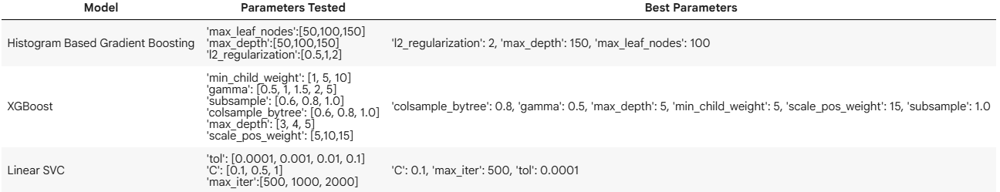 Model Parameters Tested Best Parameters
Histogram Based Gradient Boosting
'max_leaf_nodes':[50,100,150]
'max_depth':[50,100,150]
'l2_regularization':[0.5,1,2]
'l2_regularization': 2, 'max_depth': 150, 'max_leaf_nodes': 100
XGBoost
'min_child_weight': [1, 5, 10]
'gamma': [0.5, 1, 1.5, 2, 5]
'subsample': [0.6, 0.8, 1.0]
'colsample_bytree': [0.6, 0.8, 1.0]
'max_depth': [3, 4, 5]
'scale_pos_weight': [5,10,15]
'colsample_bytree': 0.8, 'gamma': 0.5, 'max_depth': 5, 'min_child_weight': 5, 'scale_pos_weight': 15, 'subsample': 1.0
Linear SVC
'tol': [0.0001, 0.001, 0.01, 0.1]
'C': [0.1, 0.5, 1]
'max_iter':[500, 1000, 2000]
'C': 0.1, 'max_iter': 500, 'tol': 0.0001